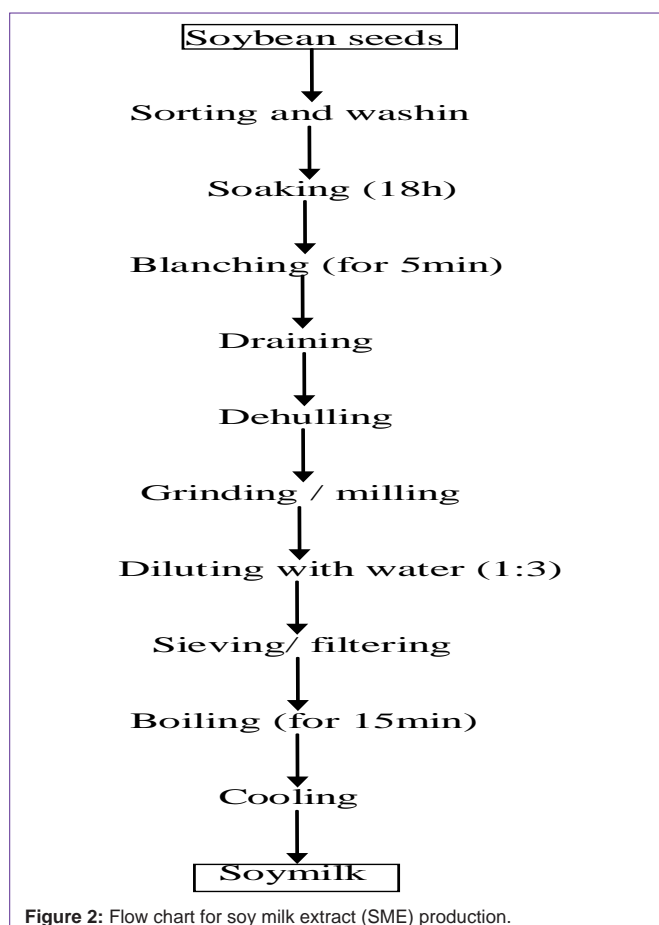 Soybean seeds
Sorting and washin
Soaking (18h)
Blanching (for 5min)
Draining
Dehulling
Grinding / milling
Diluting with water (1:3)
Sieving/ filtering
Boiling (for 15min)
Cooling
Soymilk
Figure 2: Flow chart for soy milk extract (SME) production.